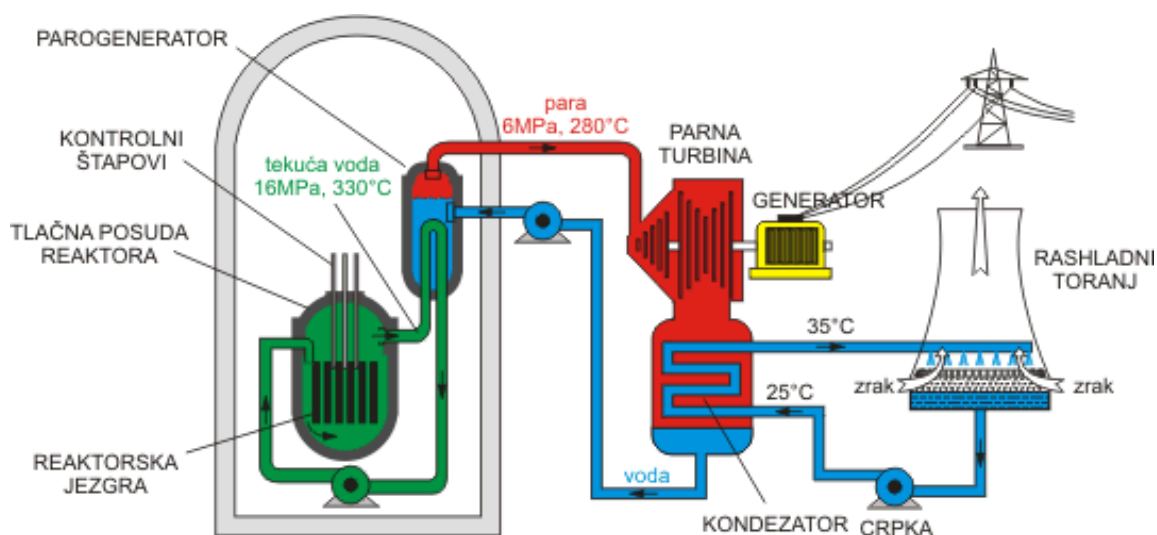 PAROGENERATOR
KONTROLNI
ŠTAPOVI
TLAČNA POSUDA
REAKTORA
REAKTORSKA
JEZGRA
tekuća voda
16MPa, 330°C
para
6MPa, 280°C
PARNA
TURBINA
GENERATOR
RASHLADNI
TORANJ
35°C
25°C
zrak
zrak
voda
KONDEZATOR
CRPKA